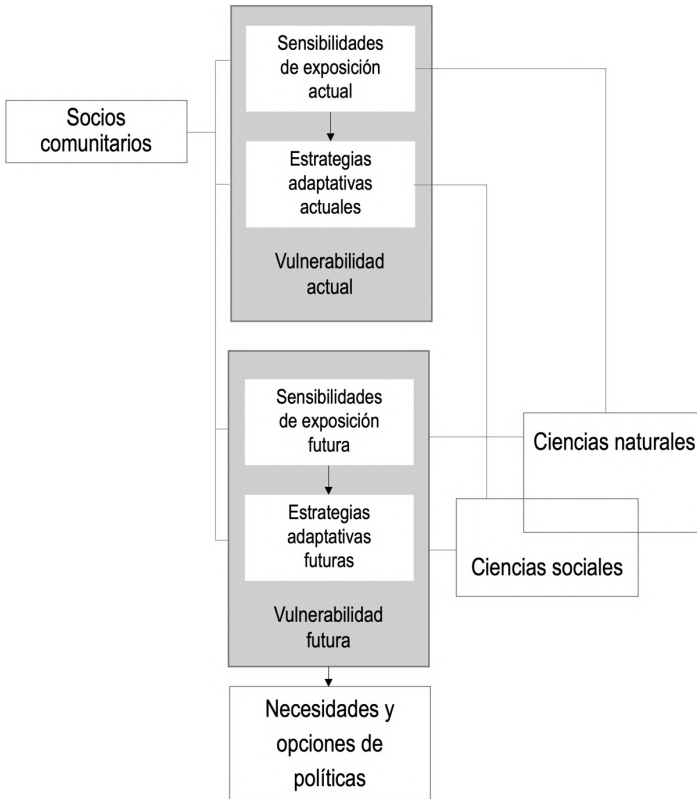 Sensibilidades
de exposición
actual
Socios
comunitarios
Estrategias
adaptativas
actuales
Vulnerabilidad
actual
Sensibilidades
de exposición
futura
Ciencias naturales
Estrategias
adaptativas
futuras
Ciencias sociales
Vulnerabilidad
futura
Necesidades y
opciones de
políticas